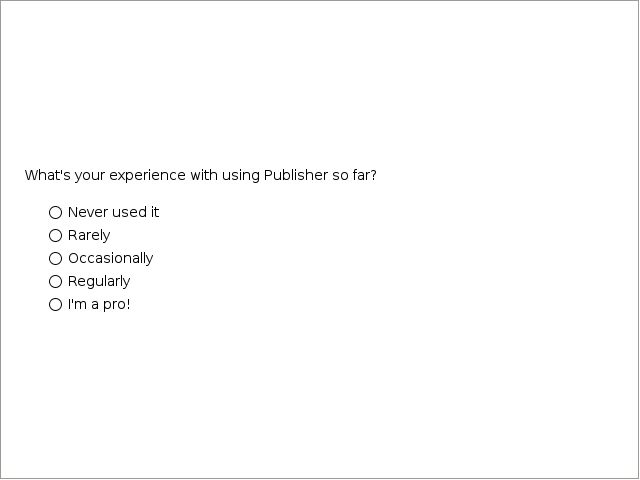 What's your experience with using Publisher so far?
Never used it
Rarely
Occasionally
Regularly
I'm a pro!